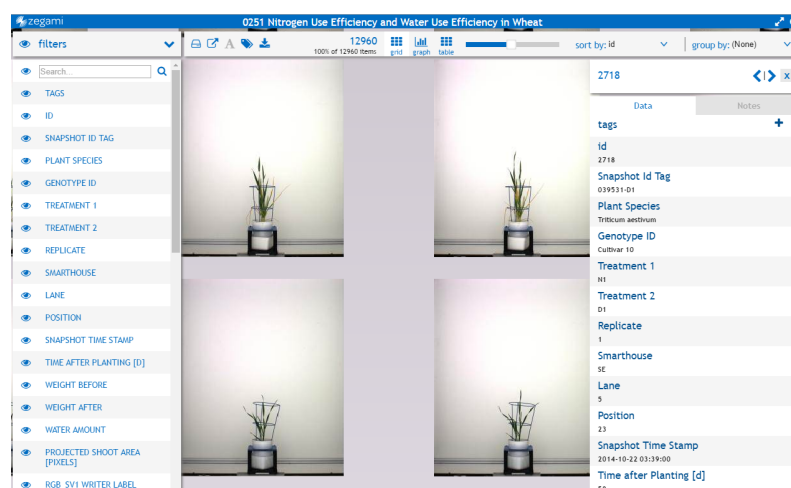 zegami
0251 Nitrogen Use Efficiency and Water Use Efficiency in Wheat
filters
12960
100% of 12960 items
grid
graph
table
sort by: id
group by: (None)
Search...
TAGS
ID
SNAPSHOT ID TAG
PLANT SPECIES
GENOTYPE ID
TREATMENT 1
TREATMENT 2
REPLICATE
SMARTHOUSE
LANE
POSITION
SNAPSHOT TIME STAMP
TIME AFTER PLANTING [D]
WEIGHT BEFORE
WEIGHT AFTER
WATER AMOUNT
PROJECTED SHOOT AREA
[PIXELS]
RGB_SV1 WRITER LABEL
2718
x
Data
Notes
tags
id
2718
Snapshot Id Tag
039531-D1
Plant Species
Triticum aestivum
Genotype ID
Cultivar 10
Treatment 1
N1
Treatment 2
D1
Replicate
1
Smarthouse
SE
Lane
5
Position
23
Snapshot Time Stamp
2014-10-22 03:39:00
Time after Planting [d]